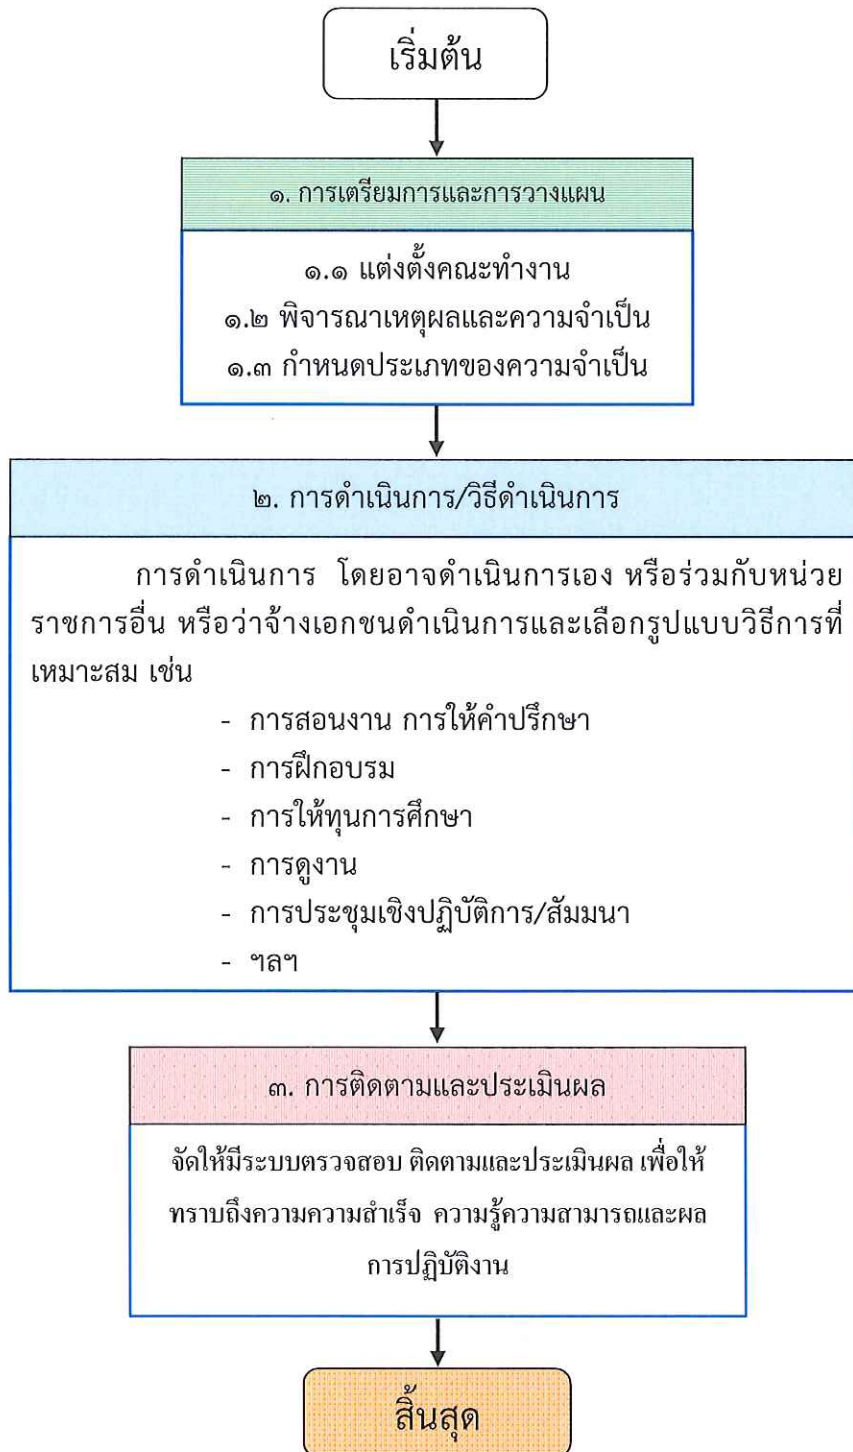 เริ่มต้น
๑. การเตรียมการและการวางแผน
๑.๑ แต่งตั้งคณะทำงาน
๑.๒ พิจารณาเหตุผลและความจำเป็น
๑.๓ กำหนดประเภทของความจำเป็น
๒. การดำเนินการ/วิธีดำเนินการ
การดำเนินการ โดยอาจดำเนินการเอง หรือร่วมกับหน่วย
ราชการอื่น หรือว่าจ้างเอกชนดำเนินการและเลือกรูปแบบวิธีการที่
เหมาะสม เช่น
- การสอนงาน การให้คำปรึกษา
- การฝึกอบรม
- การให้ทุนการศึกษา
- การดูงาน
- การประชุมเชิงปฏิบัติการ/สัมมนา
- ฯลฯ
๓. การติดตามและประเมินผล
จัดให้มีระบบตรวจสอบ ติดตามและประเมินผล เพื่อให้
ทราบถึงความความสำเร็จ ความรู้ความสามารถและผล
การปฏิบัติงาน
สิ้นสุด